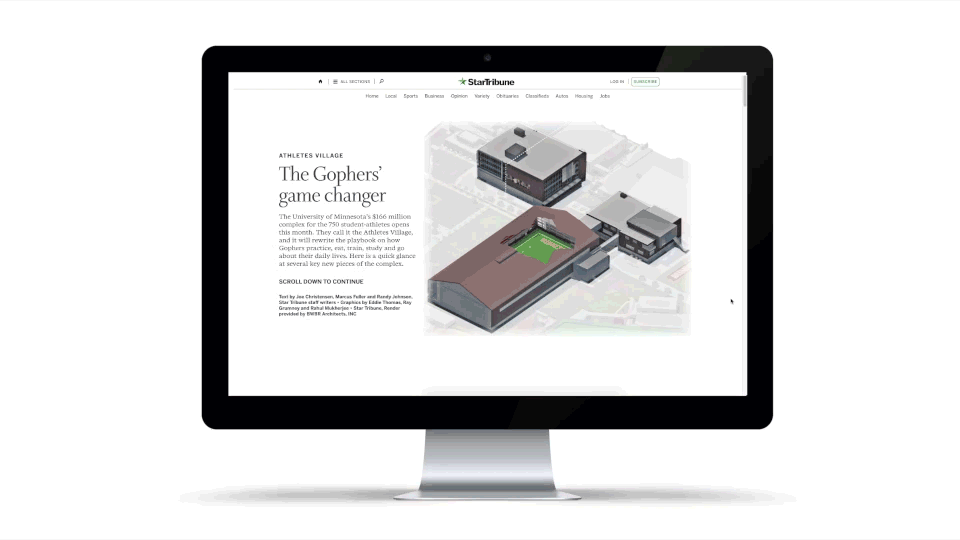 ALL SECTIONS
StarTribune
LOG IN
SUBSCRIBE
Home Local Sports Business Opinion Variety Obituaries Classifieds Autos Housing Jobs
ATHLETES VILLAGE
The Gophers'
game changer
The University of Minnesota's $166 million
complex for the 750 student-athletes opens
this month. They call it the Athletes Village,
and it will rewrite the playbook on how
Gophers practice, eat, train, study and go
about their daily lives. Here is a quick glance
at several key new pieces of the complex.
SCROLL DOWN TO CONTINUE
Text by Joe Christensen, Marcus Fuller and Randy Johnson,
Star Tribune staff writers • Graphics by Eddie Thomas, Ray
Grumney and Rahul Mukherjee • Star Tribune, Render
provided by BWBR Architects, INC